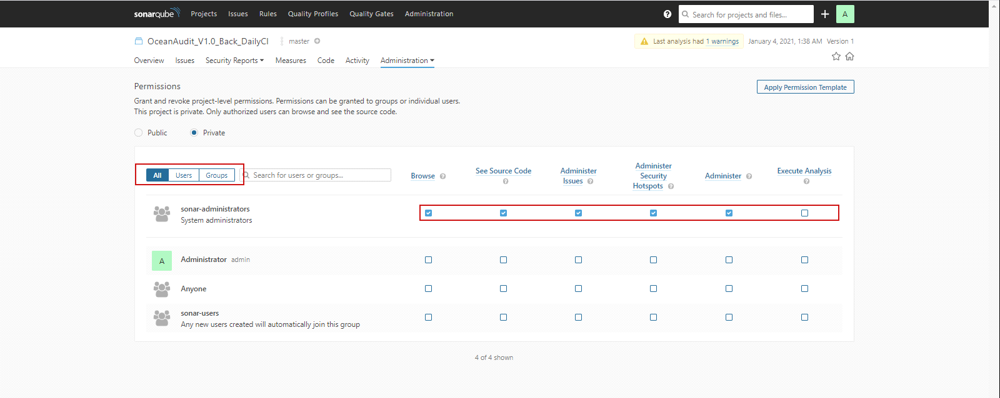 sonarqube Projects Issues Rules Quality Profiles Quality Gates Administration Search for projects and files... A
OceanAudit_V1.0_Back_DailyCI master Last analysis had 1 warnings January 4, 2021, 1:38 AM Version 1
Overview Issues Security Reports Measures Code Activity Administration
Permissions Apply Permission Template
Grant and revoke project-level permissions. Permissions can be granted to groups or individual users.
This project is private. Only authorized users can browse and see the source code.
Public Private
All Users Groups Search for users or groups... Browse See Source Code Administer Issues Administer Security Hotspots Administer Execute Analysis
sonar-administrators
System administrators
A Administrator admin
Anyone
sonar-users
Any new users created will automatically join this group
4 of 4 shown